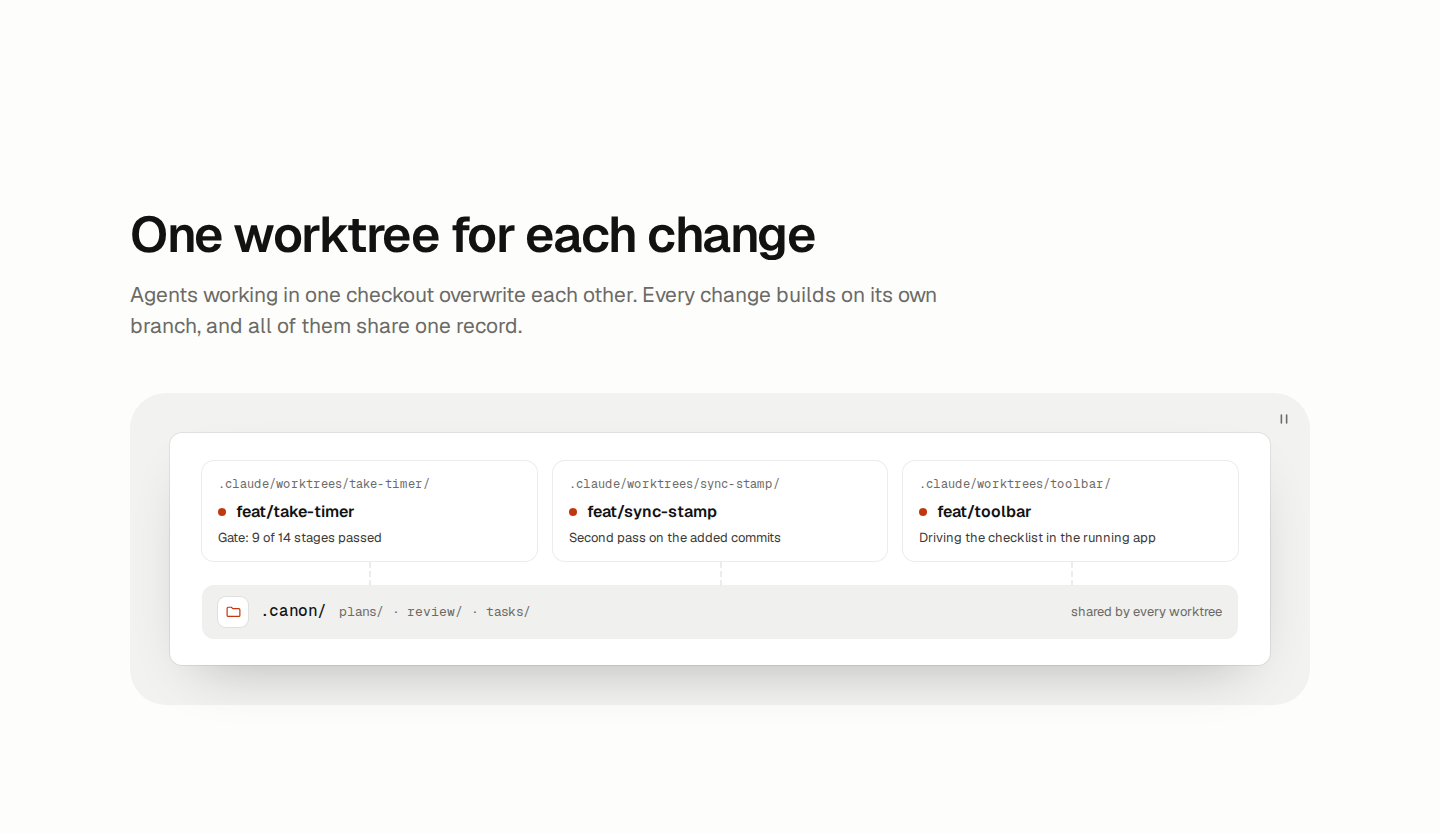 One worktree for each change
Agents working in one checkout overwrite each other. Every change builds on its own
branch, and all of them share one record.
.claude/worktrees/take-timer/
feat/take-timer
Gate: 9 of 14 stages passed
.claude/worktrees/sync-stamp/
feat/sync-stamp
Second pass on the added commits
.claude/worktrees/toolbar/
feat/toolbar
Driving the checklist in the running app
.canon/ plans/ · review/ · tasks/ shared by every worktree